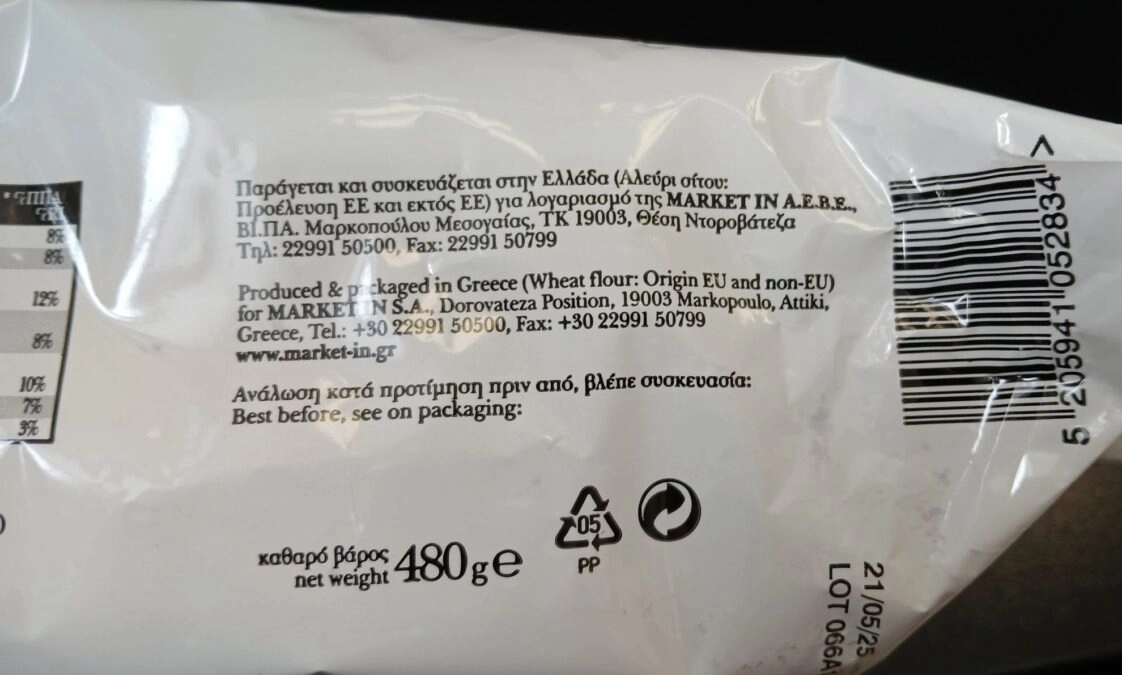 8%
8%
12%
8%
10%
7%
3%
)
Παράγεται και συσκευάζεται στην Ελλάδα (Αλεύρι σίτου:
Προέλευση ΕΕ και εκτός ΕΕ) για λογαριασμό της MARKET IN A.E.B.E.,
ΒΙ.ΠΑ. Μαρκοπούλου Μεσογαίας, ΤΚ 19003, Θέση Ντοροβάτεζα
Τηλ: 22991 50500, Fax: 22991 50799
Produced & packaged in Greece (Wheat flour: Origin EU and non-EU)
for MARKET IN S.A., Dorovateza Position, 19003 Markopoulo, Attiki,
Greece, Tel.: +30 22991 50500, Fax: +30 22991 50799
www.market-in.gr
Ανάλωση κατά προτίμηση πριν από, βλέπε συσκευασία:
Best before, see on packaging:
καθαρό βάρος
net weight 480g e
05
PP
5 205941 052834 >
21/05/25
LOT 066A